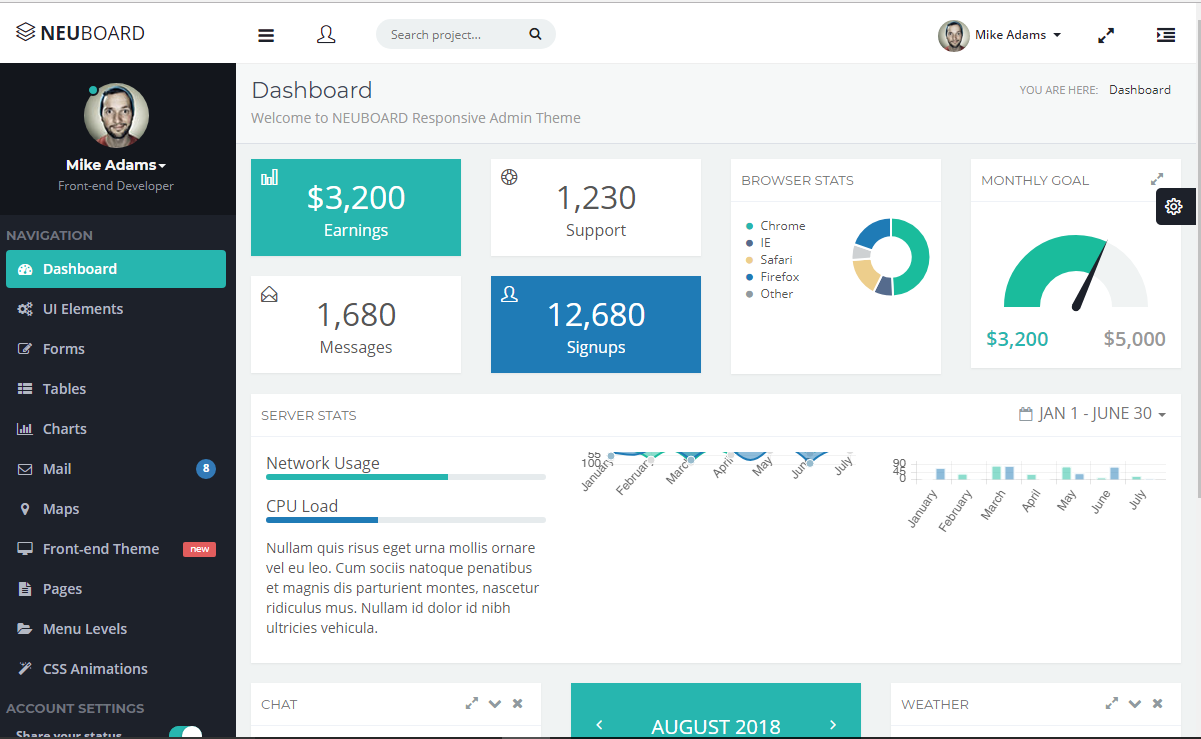 NEUBOARD
Search project...
Mike Adams
Mike Adams
Front-end Developer
NAVIGATION
Dashboard
UI Elements
Forms
Tables
Charts
Mail
8
Maps
Front-end Theme
new
Pages
Menu Levels
CSS Animations
ACCOUNT SETTINGS
Share your status
Dashboard
Welcome to NEUBOARD Responsive Admin Theme
YOU ARE HERE: Dashboard
$3,200
Earnings
1,230
Support
1,680
Messages
12,680
Signups
BROWSER STATS
Chrome
IE
Safari
Firefox
Other
MONTHLY GOAL
$3,200
$5,000
SERVER STATS
JAN 1 - JUNE 30
Network Usage
CPU Load
Nullam quis risus eget urna mollis ornare
vel eu leo. Cum sociis natoque penatibus
et magnis dis parturient montes, nascetur
ridiculus mus. Nullam id dolor id nibh
ultricies vehicula.
55
100
January
February
March
April
May
June
July
90
45
0
January
February
March
April
May
June
July
CHAT
AUGUST 2018
WEATHER